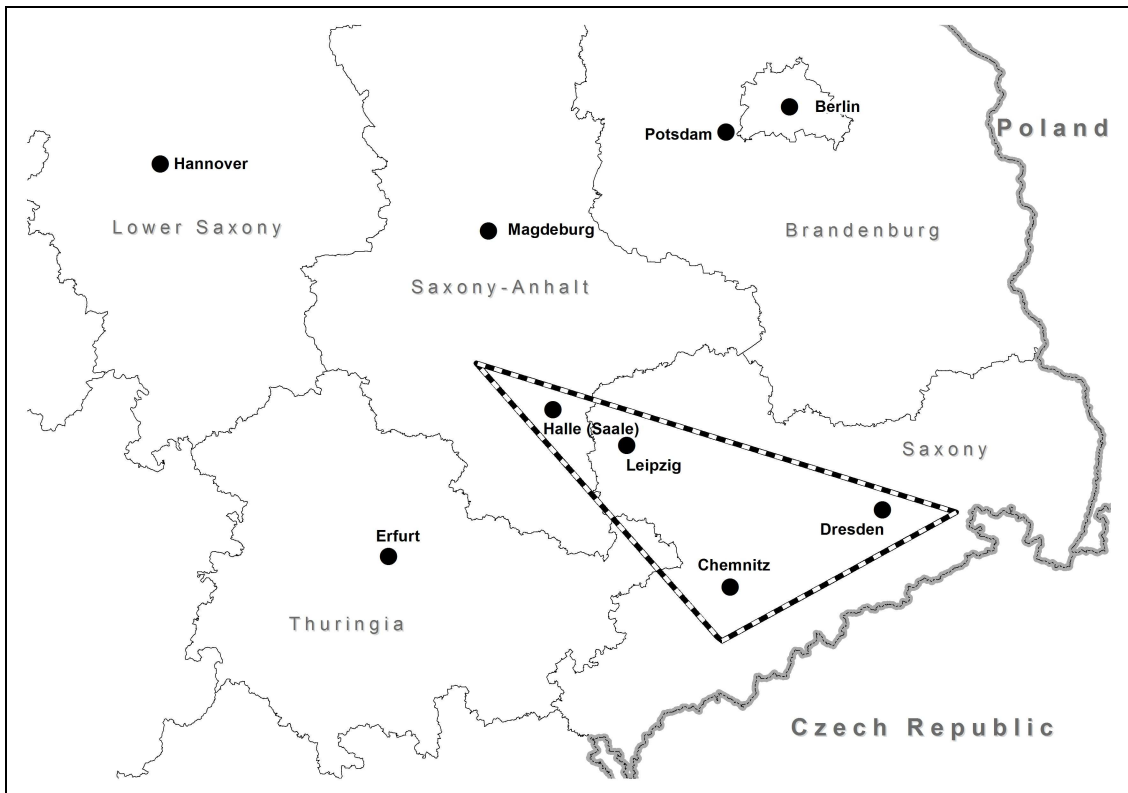 Berlin
Poland
Potsdam
Hannover
Lower Saxony
Magdeburg
Brandenburg
Saxony-Anhalt
Halle (Saale)
Leipzig
Saxony
Dresden
Erfurt
Chemnitz
Thuringia
Czech Republic